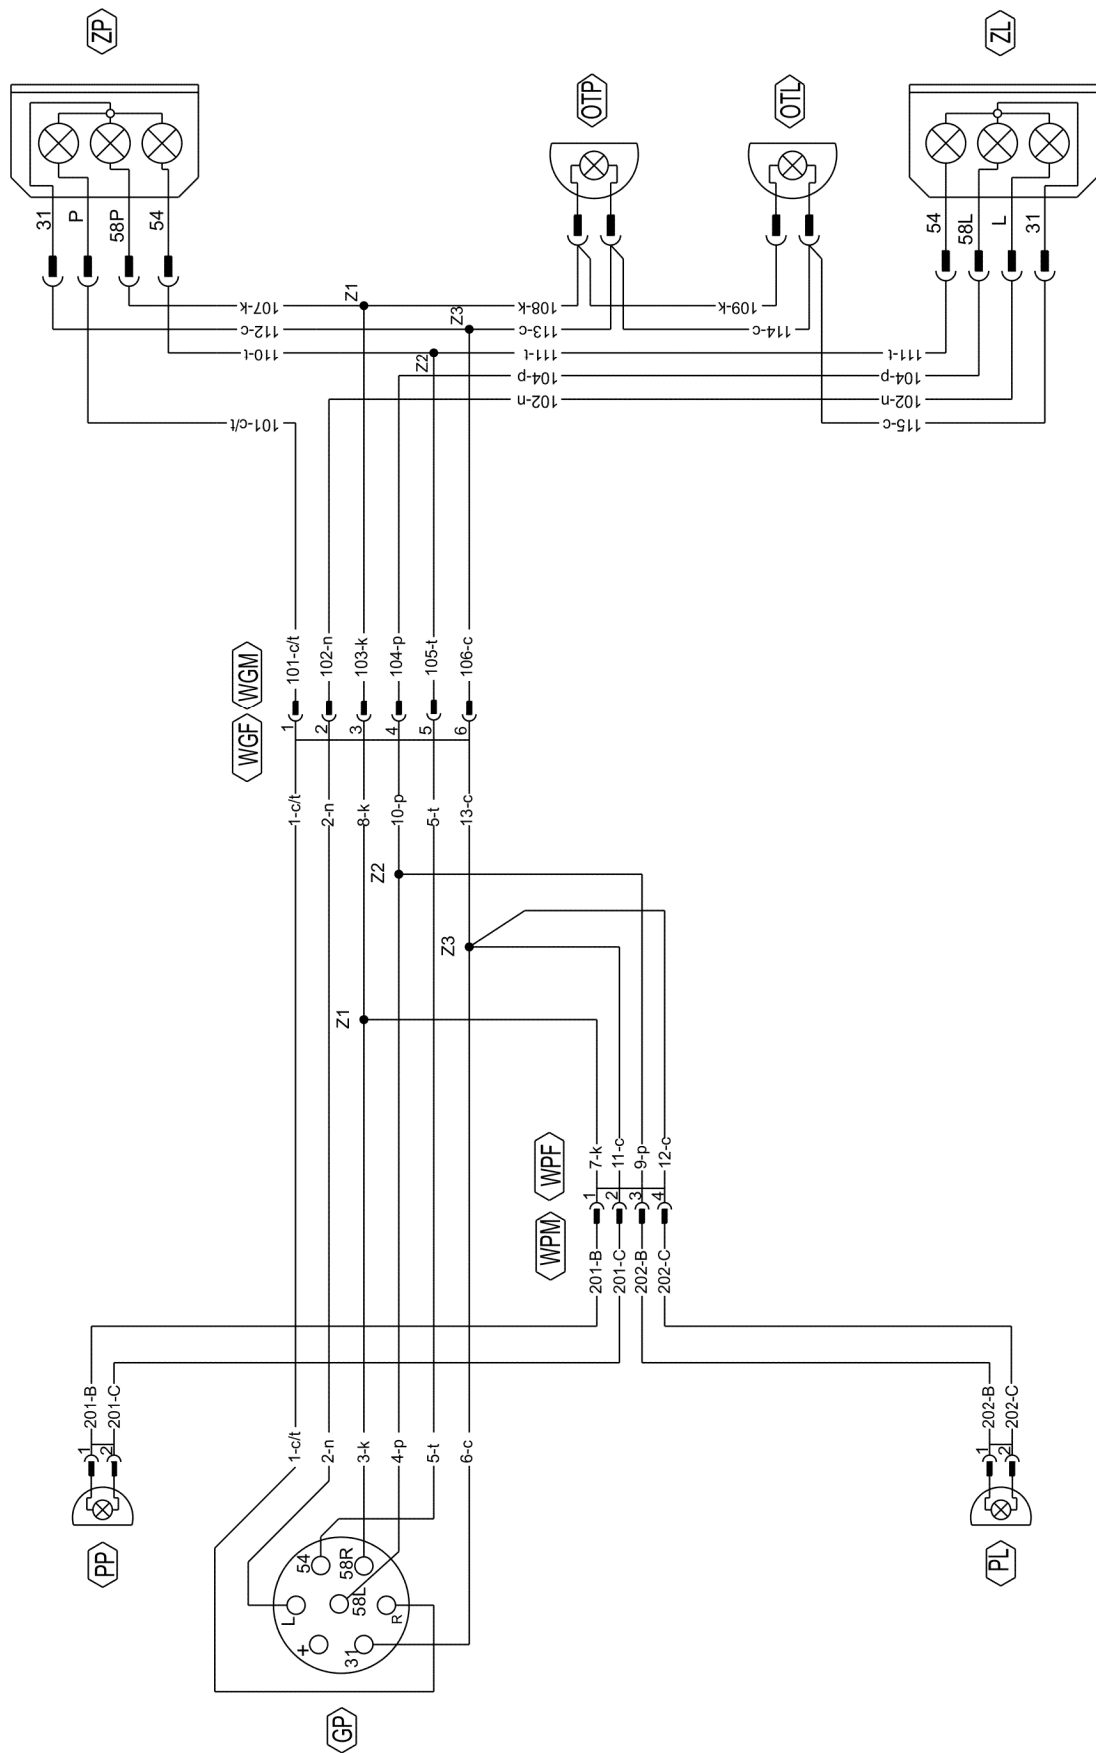 ZP
ZL
OTP
OTL
31
P
58P
54
54
58L
L
31
107-k
Z1
108-k
109-k
112-c
Z3
113-c
114-c
110-t
Z2
111-t
111-t
104-p
104-p
102-n
102-n
101-c/t
115-c
WGM
WGF
101-c/t
102-n
103-k
104-p
105-t
106-c
1
2
3
4
5
6
1-c/t
2-n
8-k
10-p
5-t
13-c
Z2
Z3
Z1
WPF
WPM
7-k
11-c
9-p
12-c
1
2
3
4
201-B
201-C
202-B
202-C
201-B
201-C
1
2
PP
202-B
202-C
1
2
PL
1-c/t
2-n
3-k
4-p
5-t
6-c
54
58R
L
58L
R
+
31
GP